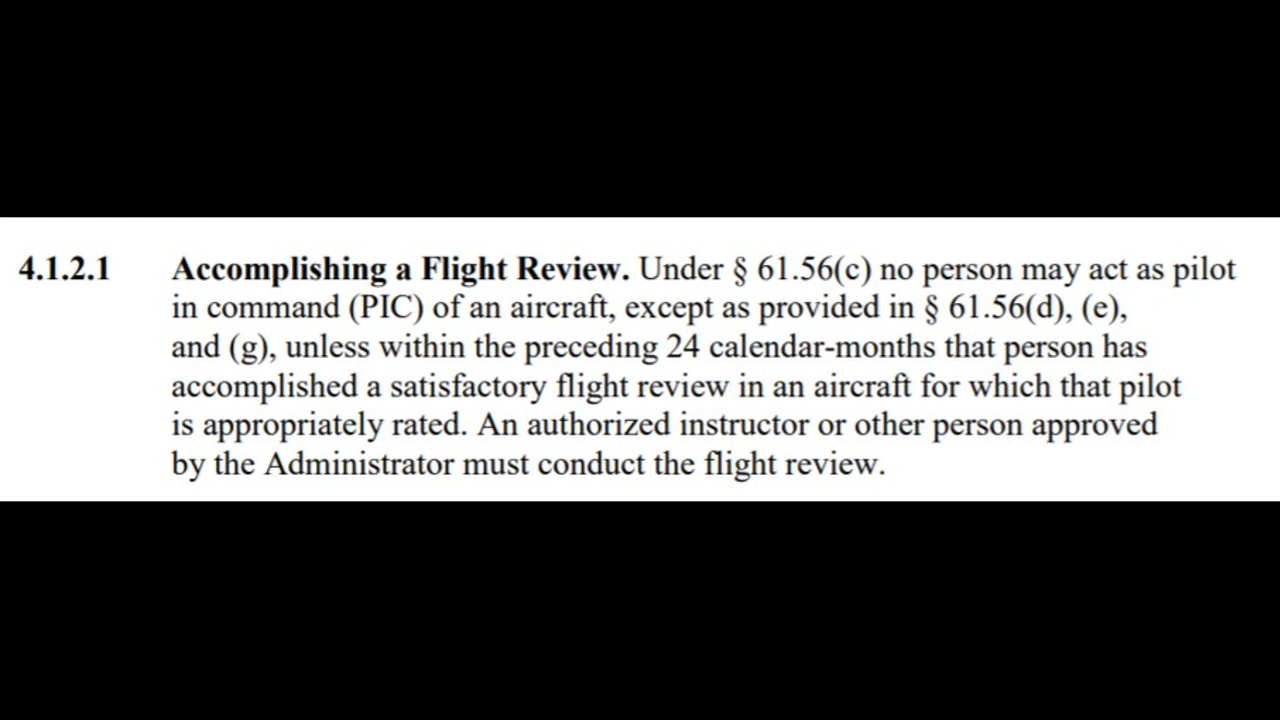 4.1.2.1 Accomplishing a Flight Review. Under § 61.56(c) no person may act as pilot
in command (PIC) of an aircraft, except as provided in § 61.56(d), (e),
and (g), unless within the preceding 24 calendar-months that person has
accomplished a satisfactory flight review in an aircraft for which that pilot
is appropriately rated. An authorized instructor or other person approved
by the Administrator must conduct the flight review.